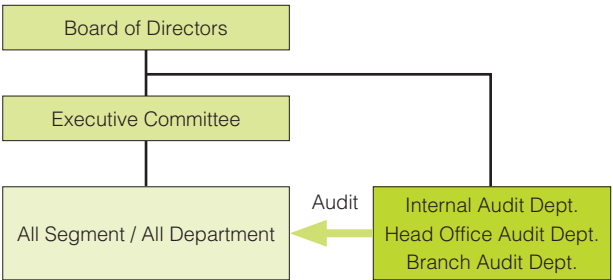 Board of Directors
Executive Committee
All Segment / All Department
Audit
Internal Audit Dept.
Head Office Audit Dept.
Branch Audit Dept.